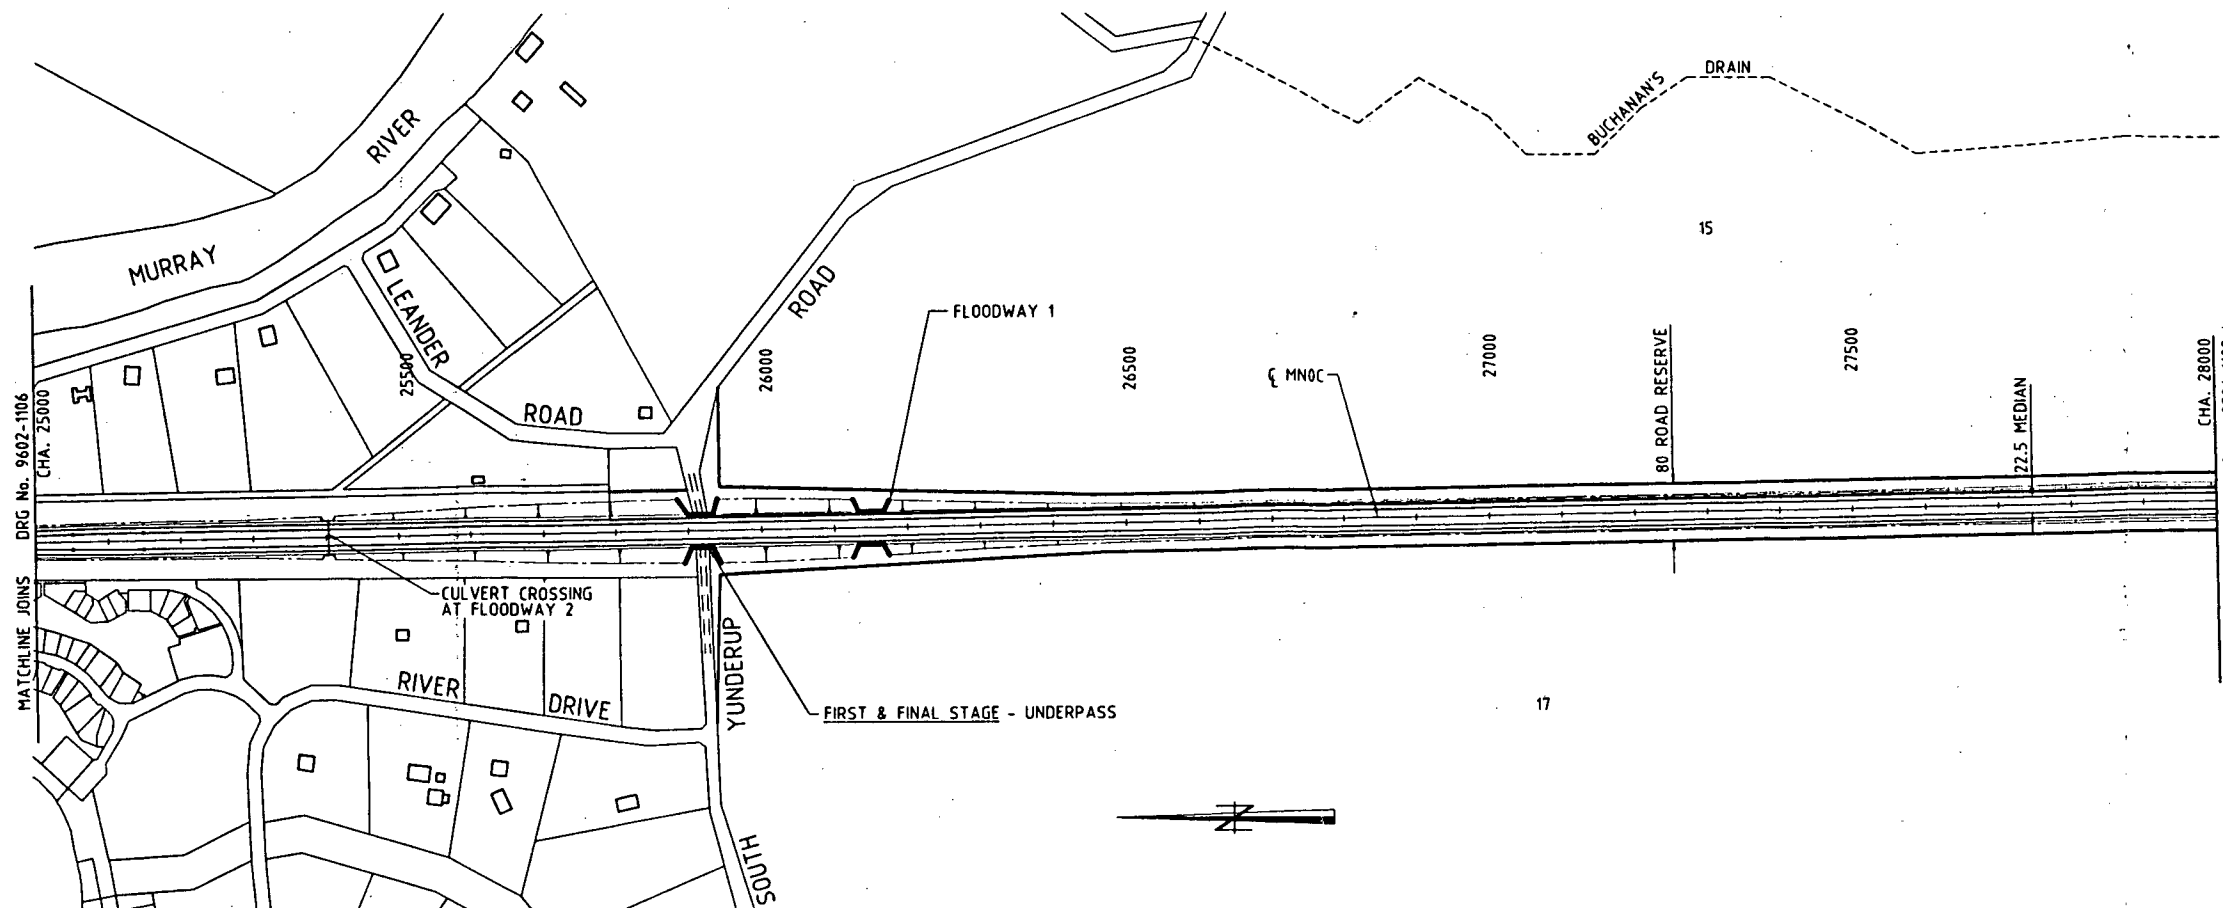 DRAIN
BUCHANAN'S
RIVER
MURRAY
15
LEANDER
ROAD
ROAD
FLOODWAY 1
25500
26000
26500
27000
27500
℄ MNOC
80 ROAD RESERVE
22.5 MEDIAN
CHA. 28000
MATCHLINE JOINS DRG No. 9602-1106
CHA. 25000
CULVERT CROSSING
AT FLOODWAY 2
YUNDERUP
RIVER
DRIVE
FIRST & FINAL STAGE - UNDERPASS
17
N
SOUTH